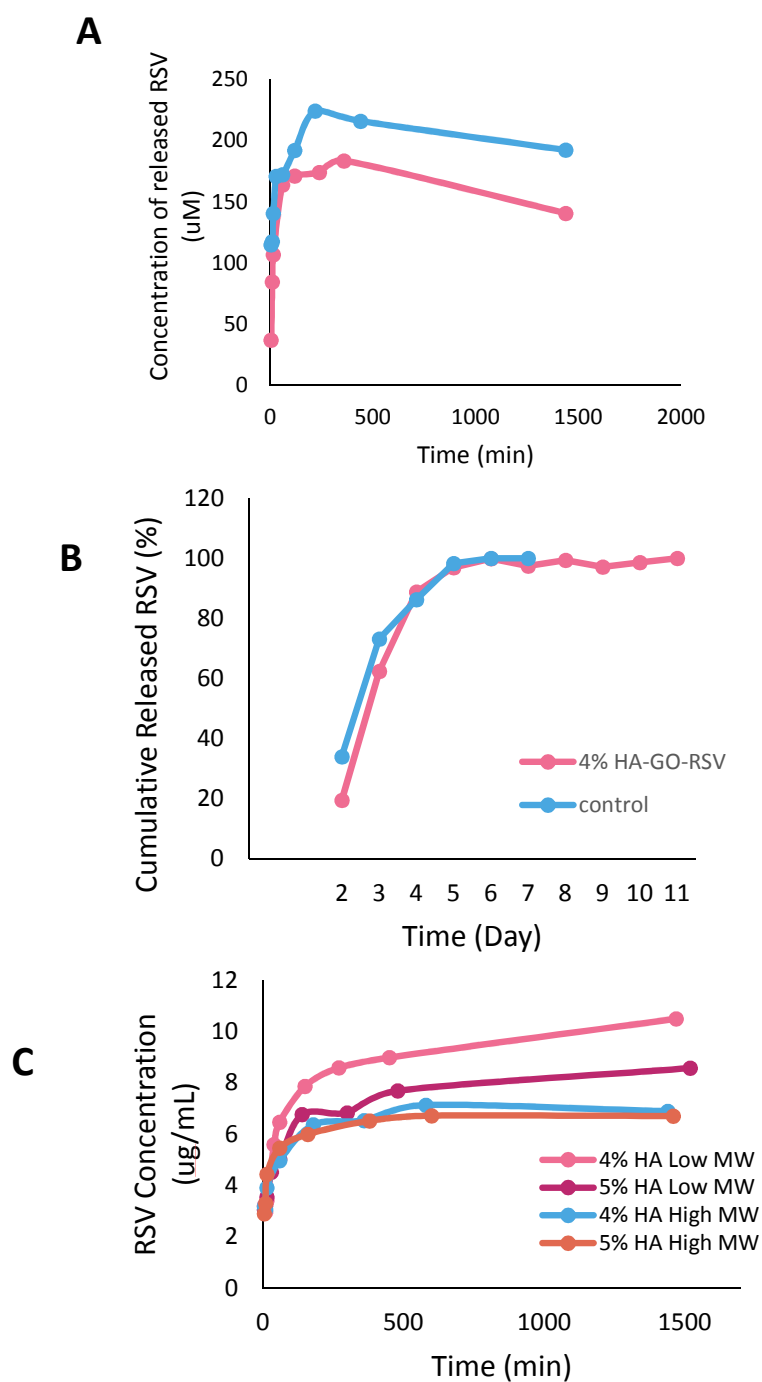 A
Concentration of released RSV
(uM)
250
200
150
100
50
0
0 500 1000 1500 2000
Time (min)
B
Cumulative Released RSV (%)
120
100
80
60
40
20
0
4% HA-GO-RSV
control
2 3 4 5 6 7 8 9 10 11
Time (Day)
C
RSV Concentration
(ug/mL)
12
10
8
6
4
2
0
4% HA Low MW
5% HA Low MW
4% HA High MW
5% HA High MW
0 500 1000 1500
Time (min)